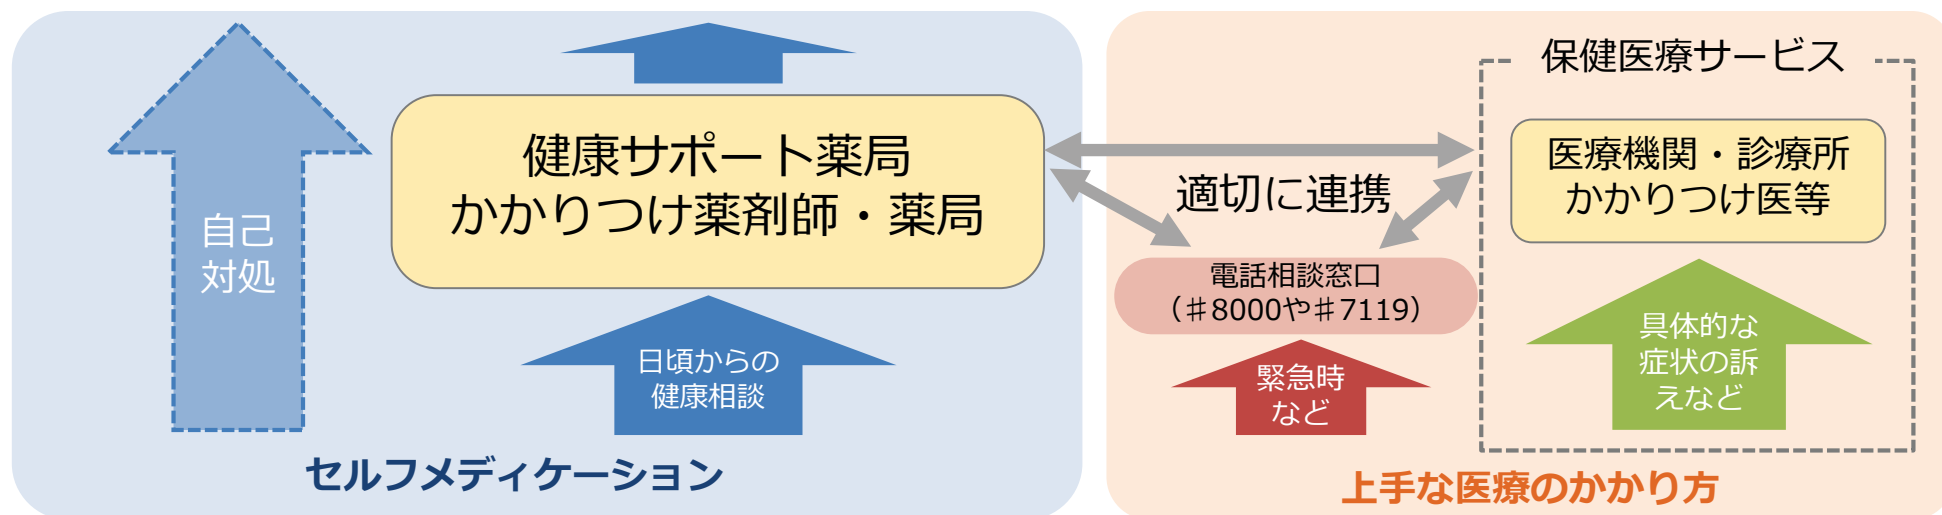 自己
対処
健康サポート薬局
かかりつけ薬剤師・薬局
日頃からの
健康相談
セルフメディケーション
適切に連携
電話相談窓口
（♯8000や♯7119）
緊急時
など
保健医療サービス
医療機関・診療所
かかりつけ医等
具体的な
症状の訴
えなど
上手な医療のかかり方